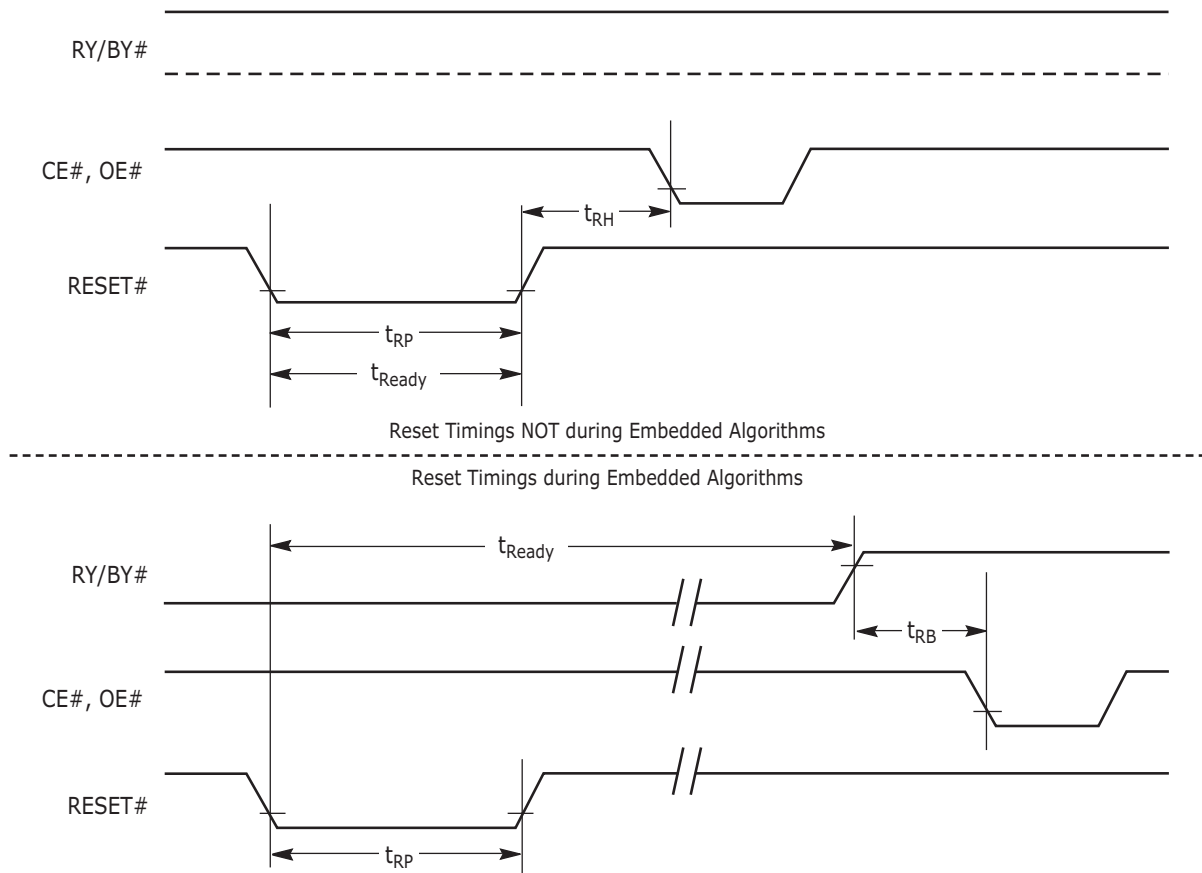 RY/BY#
CE#, OE#
tRH
RESET#
tRP
tReady
Reset Timings NOT during Embedded Algorithms
Reset Timings during Embedded Algorithms
tReady
RY/BY#
tRB
CE#, OE#
RESET#
tRP